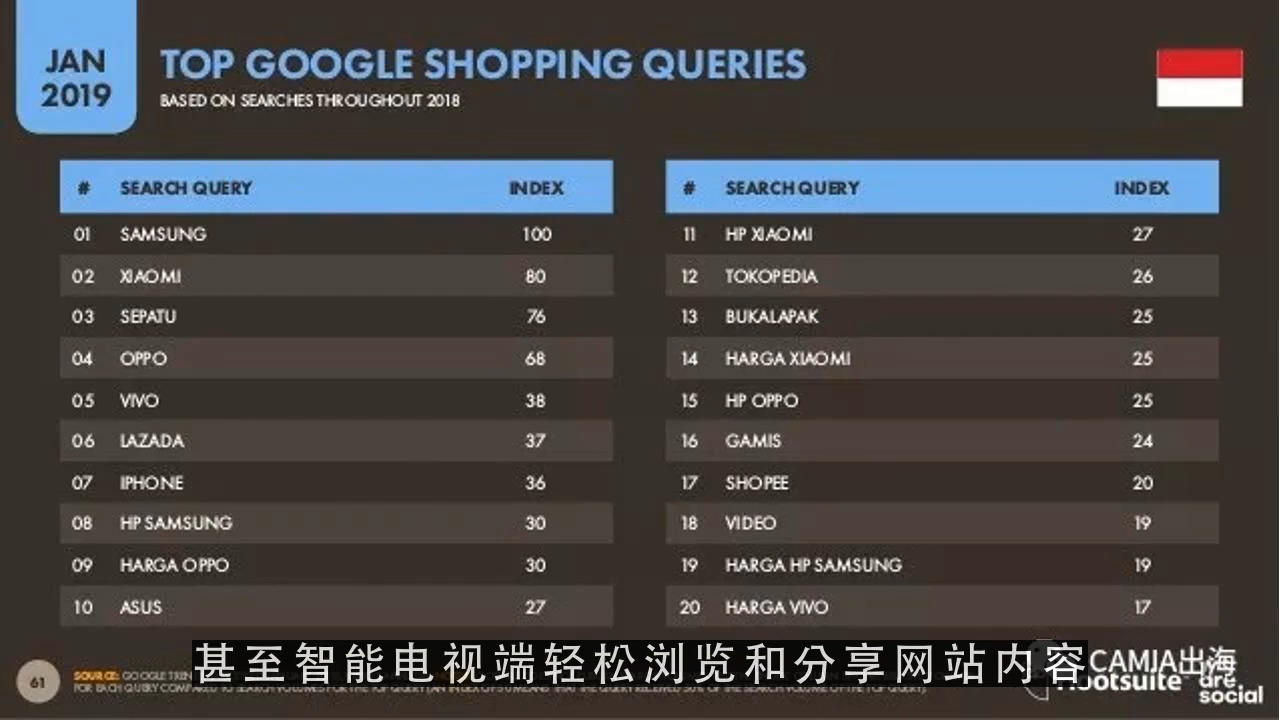 JAN
2019
TOP GOOGLE SHOPPING QUERIES
BASED ON SEARCHES THROUGHOUT 2018
# SEARCH QUERY INDEX
01 SAMSUNG 100
02 XIAOMI 80
03 SEPATU 76
04 OPPO 68
05 VIVO 38
06 LAZADA 37
07 IPHONE 36
08 HP SAMSUNG 30
09 HARGA OPPO 30
10 ASUS 27
# SEARCH QUERY INDEX
11 HP XIAOMI 27
12 TOKOPEDIA 26
13 BUKALAPAK 25
14 HARGA XIAOMI 25
15 HP OPPO 25
16 GAMIS 24
17 SHOPEE 20
18 VIDEO 19
19 HARGA HP SAMSUNG 19
20 HARGA VIVO 17
甚至智能电视端轻松浏览和分享网站内容
61
SOURCE: GOOGLE
CAMIA出海
Hootsuite
are
social